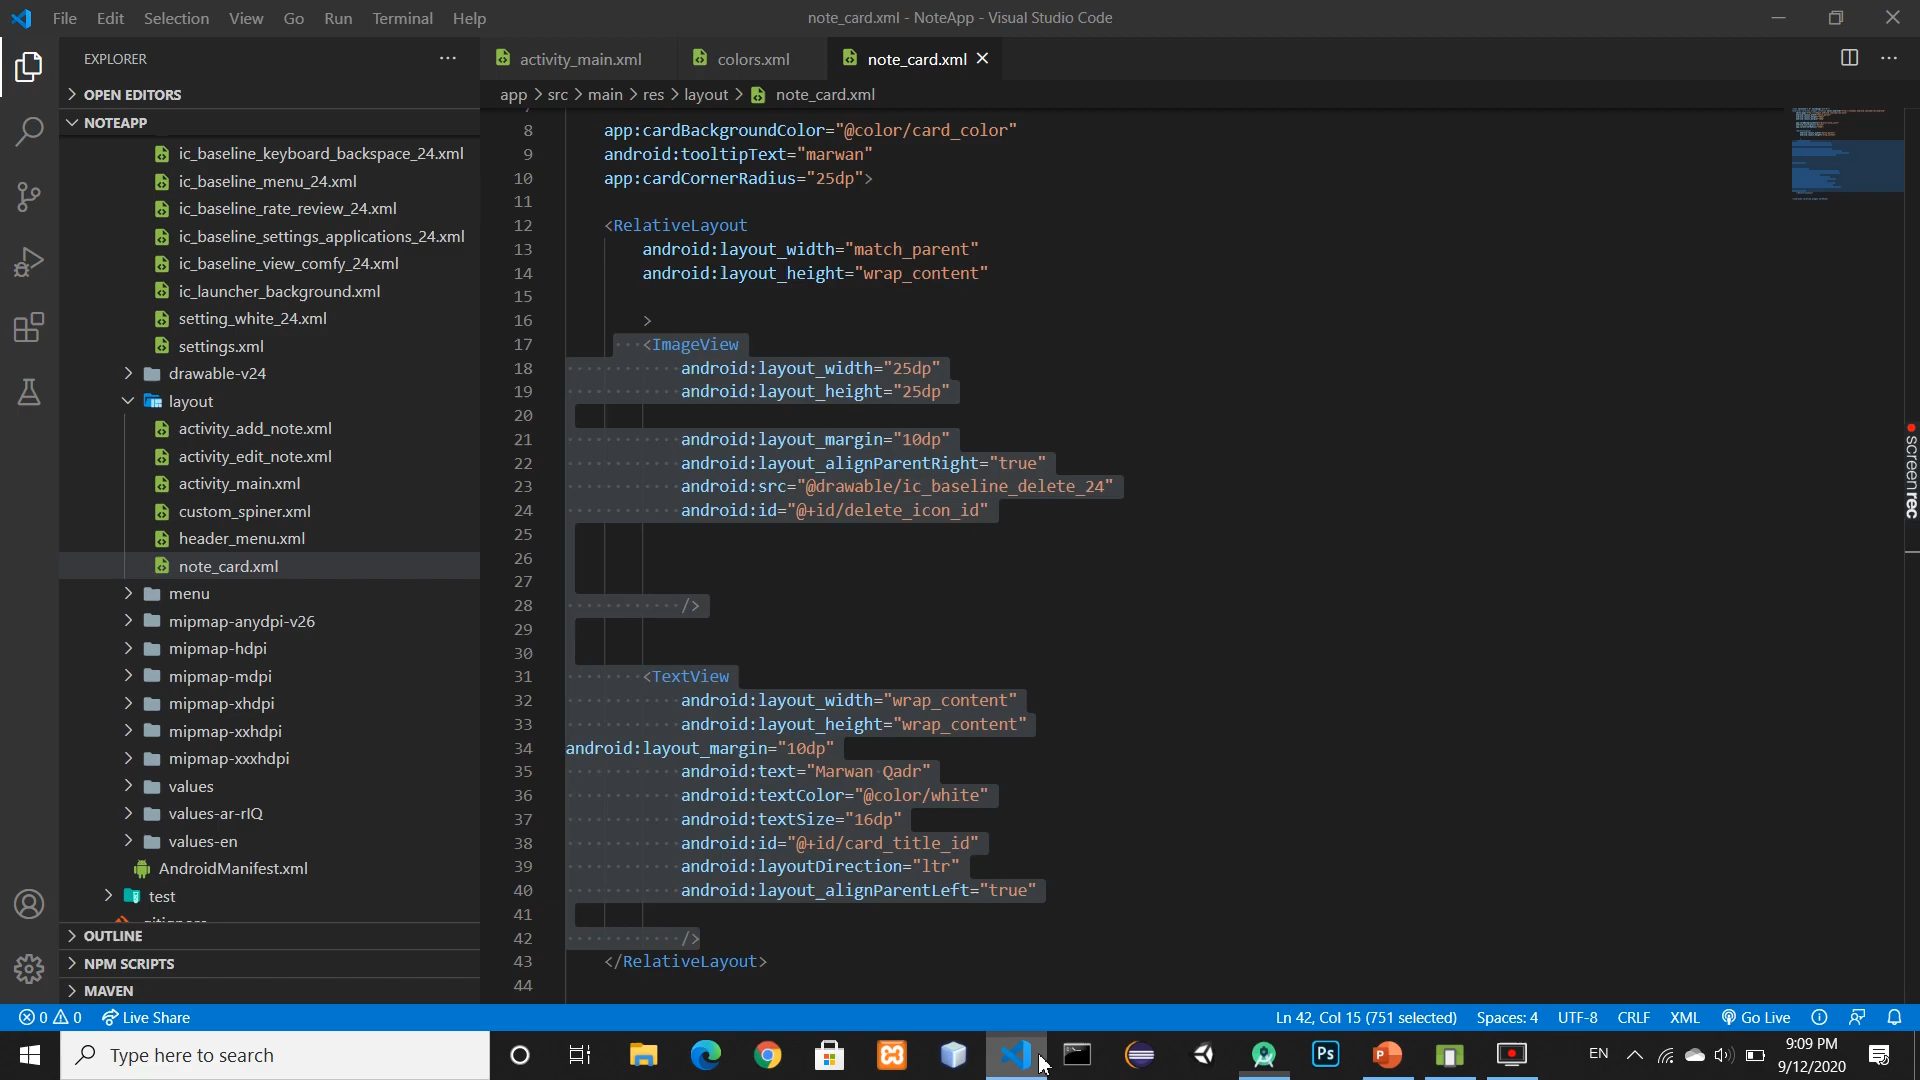 File Edit Selection View Go Run Terminal Help
note_card.xml - NoteApp - Visual Studio Code
EXPLORER
OPEN EDITORS
NOTEAPP
ic_baseline_keyboard_backspace_24.xml
ic_baseline_menu_24.xml
ic_baseline_rate_review_24.xml
ic_baseline_settings_applications_24.xml
ic_baseline_view_comfy_24.xml
ic_launcher_background.xml
setting_white_24.xml
settings.xml
drawable-v24
layout
activity_add_note.xml
activity_edit_note.xml
activity_main.xml
custom_spiner.xml
header_menu.xml
note_card.xml
menu
mipmap-anydpi-v26
mipmap-hdpi
mipmap-mdpi
mipmap-xhdpi
mipmap-xxhdpi
mipmap-xxxhdpi
values
values-ar-rIQ
values-en
AndroidManifest.xml
test
OUTLINE
NPM SCRIPTS
MAVEN
activity_main.xml colors.xml note_card.xml
app > src > main > res > layout > note_card.xml
8 app:cardBackgroundColor="@color/card_color"
9 android:tooltipText="marwan"
10 app:cardCornerRadius="25dp">
11
12 <RelativeLayout
13 android:layout_width="match_parent"
14 android:layout_height="wrap_content"
15
16 >
17 <ImageView
18 android:layout_width="25dp"
19 android:layout_height="25dp"
20
21 android:layout_margin="10dp"
22 android:layout_alignParentRight="true"
23 android:src="@drawable/ic_baseline_delete_24"
24 android:id="@+id/delete_icon_id"
25
26
27
28 />
29
30
31 <TextView
32 android:layout_width="wrap_content"
33 android:layout_height="wrap_content"
34 android:layout_margin="10dp"
35 android:text="Marwan Qadr"
36 android:textColor="@color/white"
37 android:textSize="16dp"
38 android:id="@+id/card_title_id"
39 android:layoutDirection="ltr"
40 android:layout_alignParentLeft="true"
41
42 />
43 </RelativeLayout>
44
screenrec
0 0 Live Share
Ln 42, Col 15 (751 selected) Spaces: 4 UTF-8 CRLF XML Go Live
Type here to search
Ps
EN
9:09 PM
9/12/2020